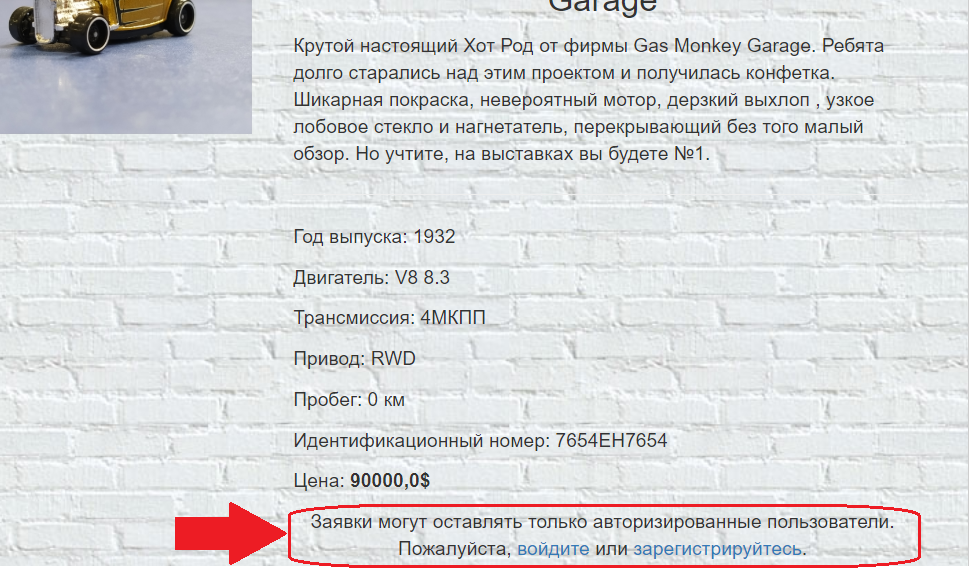 Garage
Крутой настоящий Хот Род от фирмы Gas Monkey Garage. Ребята
долго старались над этим проектом и получилась конфетка.
Шикарная покраска, невероятный мотор, дерзкий выхлоп , узкое
лобовое стекло и нагнетатель, перекрывающий без того малый
обзор. Но учтите, на выставках вы будете №1.
Год выпуска: 1932
Двигатель: V8 8.3
Трансмиссия: 4МКПП
Привод: RWD
Пробег: 0 км
Идентификационный номер: 7654EH7654
Цена: 90000,0$
Заявки могут оставлять только авторизированные пользователи.
Пожалуйста, войдите или зарегистрируйтесь.